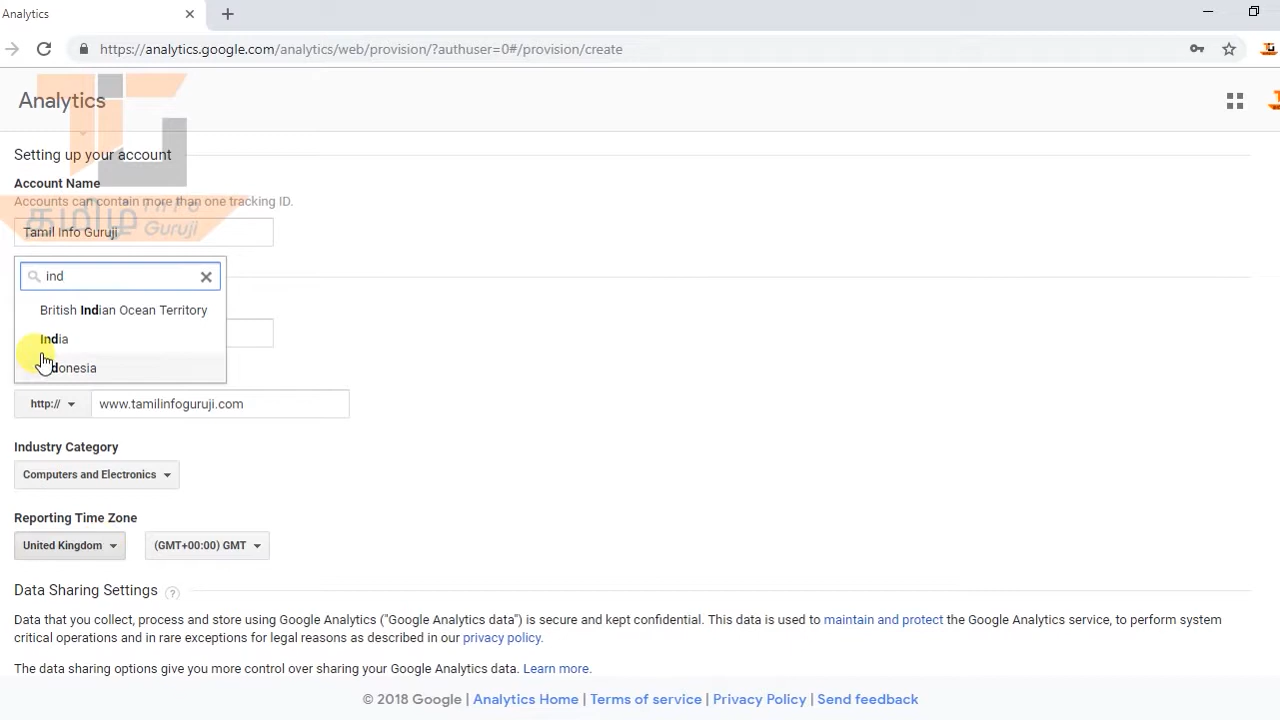 Analytics
https://analytics.google.com/analytics/web/provision/?authuser=0#/provision/create
Analytics
Setting up your account
Account Name
Accounts can contain more than one tracking ID.
தமிழ் Info Guruji
Tamil Info Guruji
ind
British Indian Ocean Territory
India
Indonesia
http:// www.tamilinfoguruji.com
Industry Category
Computers and Electronics
Reporting Time Zone
United Kingdom (GMT+00:00) GMT
Data Sharing Settings ?
Data that you collect, process and store using Google Analytics ("Google Analytics data") is secure and kept confidential. This data is used to maintain and protect the Google Analytics service, to perform system
critical operations and in rare exceptions for legal reasons as described in our privacy policy.
The data sharing options give you more control over sharing your Google Analytics data. Learn more.
© 2018 Google | Analytics Home | Terms of service | Privacy Policy | Send feedback